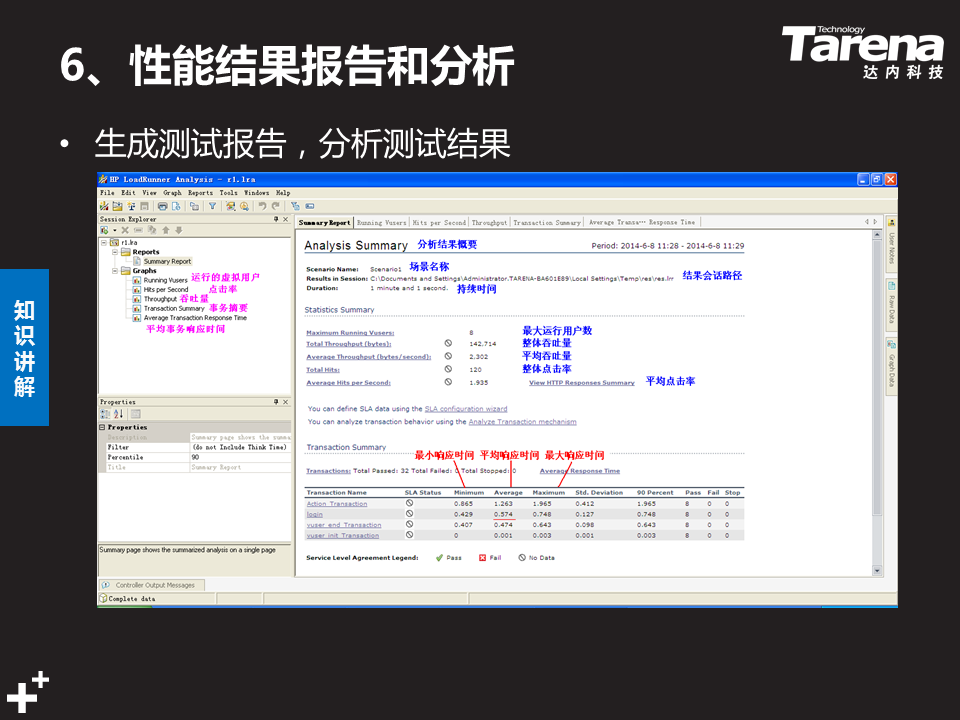 6、性能结果报告和分析
Technology
Tarena
达内科技
• 生成测试报告，分析测试结果
知识讲解
HP LoadRunner Analysis - r1.lra
File Edit View Graph Reports Tools Windows Help
Session Explorer
r1.lra
Reports
Summary Report
Graphs
Running Vusers 运行的虚拟用户
Hits per Second 点击率
Throughput 吞吐量
Transaction Summary 事务摘要
Average Transaction Response Time
平均事务响应时间
Properties
Properties
Description Summary page shows the summa
Filter (do not Include Think Time)
Percentile 90
Title Summary Report
Summary page shows the summarized analysis on a single page
Controller Output Messages
Complete data
Summary Report Running Vusers Hits per Second Throughput Transaction Summary Average Transa··· Response Time
Analysis Summary 分析结果概要 Period: 2014-6-8 11:28 - 2014-6-8 11:29
Scenario Name: Scenario1 场景名称
Results in Session: C:\Documents and Settings\Administrator.TARENA-BA601EB9\Local Settings\Temp\res\res.lrr 结果会话路径
Duration: 1 minute and 1 second. 持续时间
Statistics Summary
Maximum Running Vusers: 8 最大运行用户数
Total Throughput (bytes): 142,714 整体吞吐量
Average Throughput (bytes/second): 2,302 平均吞吐量
Total Hits: 120 整体点击率
Average Hits per Second: 1.935 View HTTP Responses Summary 平均点击率
You can define SLA data using the SLA configuration wizard
You can analyze transaction behavior using the Analyze Transaction mechanism
Transaction Summary
最小响应时间 平均响应时间 最大响应时间
Transactions: Total Passed: 32 Total Failed: 0 Total Stopped: 0 Average Response Time
Transaction Name SLA Status Minimum Average Maximum Std. Deviation 90 Percent Pass Fail Stop
Action_Transaction 0.865 1.263 1.965 0.412 1.965 8 0 0
login 0.429 0.574 0.748 0.127 0.748 8 0 0
vuser_end_Transaction 0.407 0.474 0.643 0.098 0.643 8 0 0
vuser_init_Transaction 0 0.001 0.003 0.001 0.003 8 0 0
Service Level Agreement Legend: Pass Fail No Data
User Notes
Raw Data
Graph Data